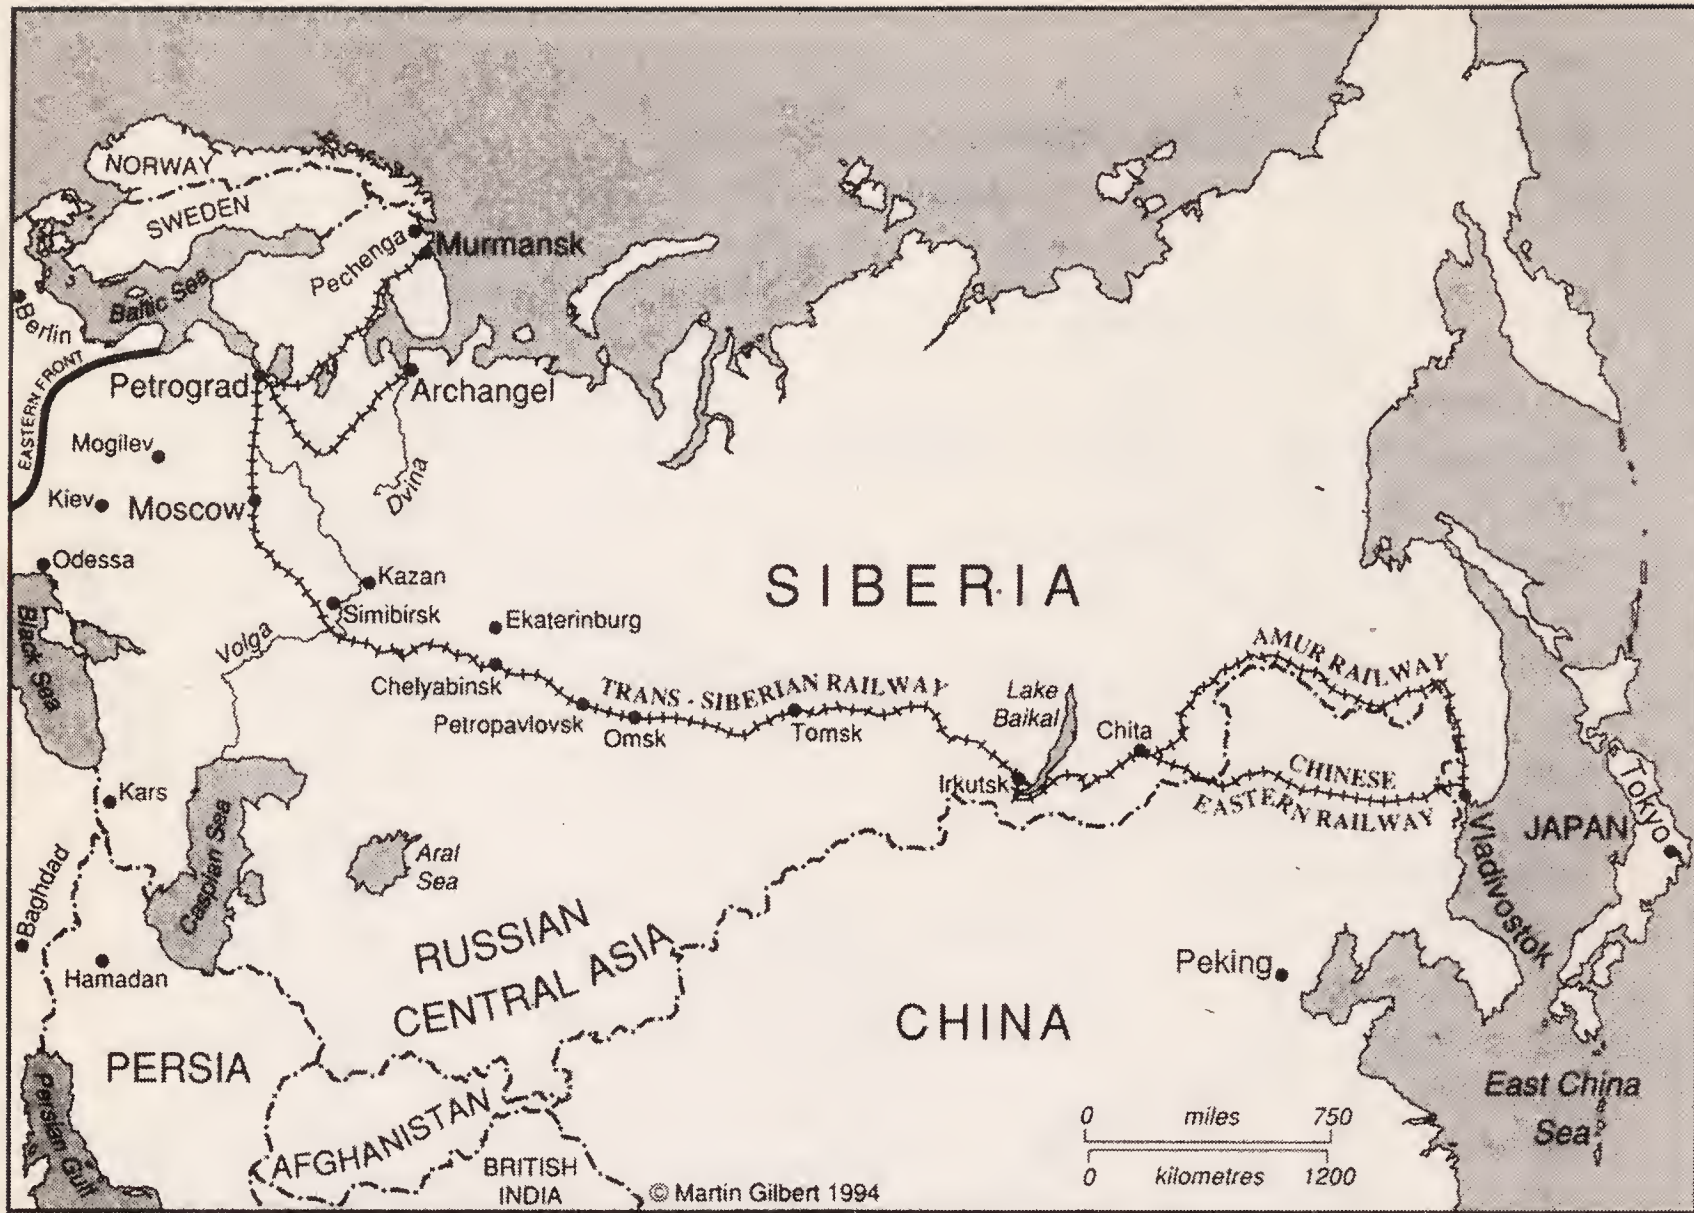 NORWAY
SWEDEN
Pechenga
Murmansk
Baltic Sea
Berlin
EASTERN FRONT
Petrograd
Archangel
Mogilev
Dvina
Kiev
Moscow
Odessa
Kazan
SIBERIA
Simibirsk
Ekaterinburg
Black Sea
Volga
AMUR RAILWAY
Chelyabinsk
TRANS-SIBERIAN RAILWAY
Lake
Baikal
Petropavlovsk
Omsk
Tomsk
Chita
Irkutsk
CHINESE
EASTERN RAILWAY
Kars
Tokyo
JAPAN
Vladivostok
Caspian Sea
Aral
Sea
Baghdad
RUSSIAN
CENTRAL ASIA
Peking
Hamadan
CHINA
PERSIA
Persian Gulf
AFGHANISTAN
BRITISH
INDIA
East China
Sea
0 miles 750
0 kilometres 1200
© Martin Gilbert 1994